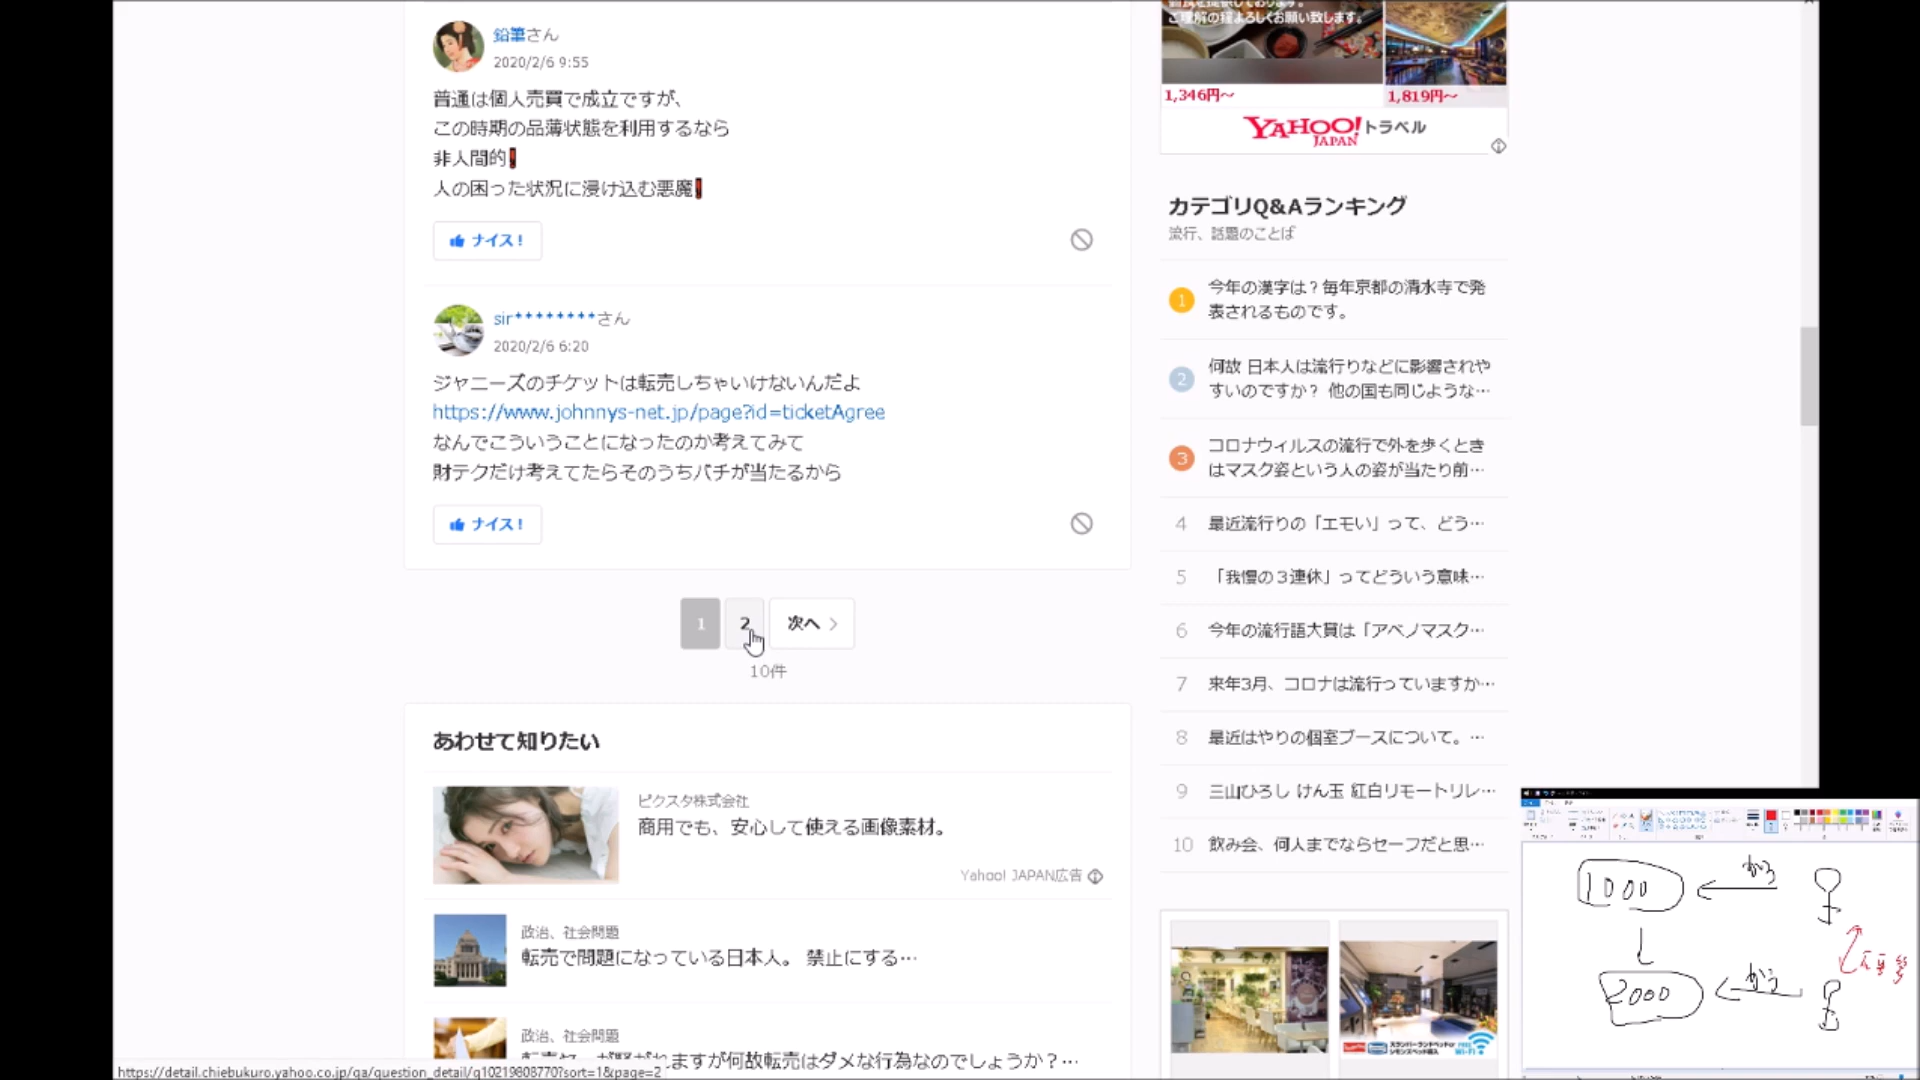 鉛筆さん
2020/2/6 9:55
普通は個人売買で成立ですが、
この時期の品薄状態を利用するなら
非人間的❗
人の困った状況に浸け込む悪魔❗
ナイス!
sir********さん
2020/2/6 6:20
ジャニーズのチケットは転売しちゃいけないんだよ
https://www.johnnys-net.jp/page?id=ticketAgree
なんでこういうことになったのか考えてみて
財テクだけ考えてたらそのうちバチが当たるから
ナイス!
1
2
次へ
10件
あわせて知りたい
ピクスタ株式会社
商用でも、安心して使える画像素材。
Yahoo! JAPAN広告
政治、社会問題
転売で問題になっている日本人。 禁止にする…
政治、社会問題
ますが何故転売はダメな行為なのでしょうか？…
https://detail.chiebukuro.yahoo.co.jp/qa/question_detail/q10219808770?sort=1&page=2
ご理解の程よろしくお願い致します。
1,346円～
1,819円～
YAHOO! JAPAN トラベル
カテゴリQ&Aランキング
流行、話題のことば
1 今年の漢字は？毎年京都の清水寺で発
表されるものです。
2 何故 日本人は流行りなどに影響されや
すいのですか？ 他の国も同じような…
3 コロナウィルスの流行で外を歩くとき
はマスク姿という人の姿が当たり前…
4 最近流行りの「エモい」って、どう…
5 「我慢の３連休」ってどういう意味…
6 今年の流行語大賞は「アベノマスク…
7 来年3月、コロナは流行っていますか…
8 最近はやりの個室ブースについて。…
9 三山ひろし けん玉 紅白リモートリレ…
10 飲み会、何人までならセーフだと思…
Wi-Fi
1000
2000